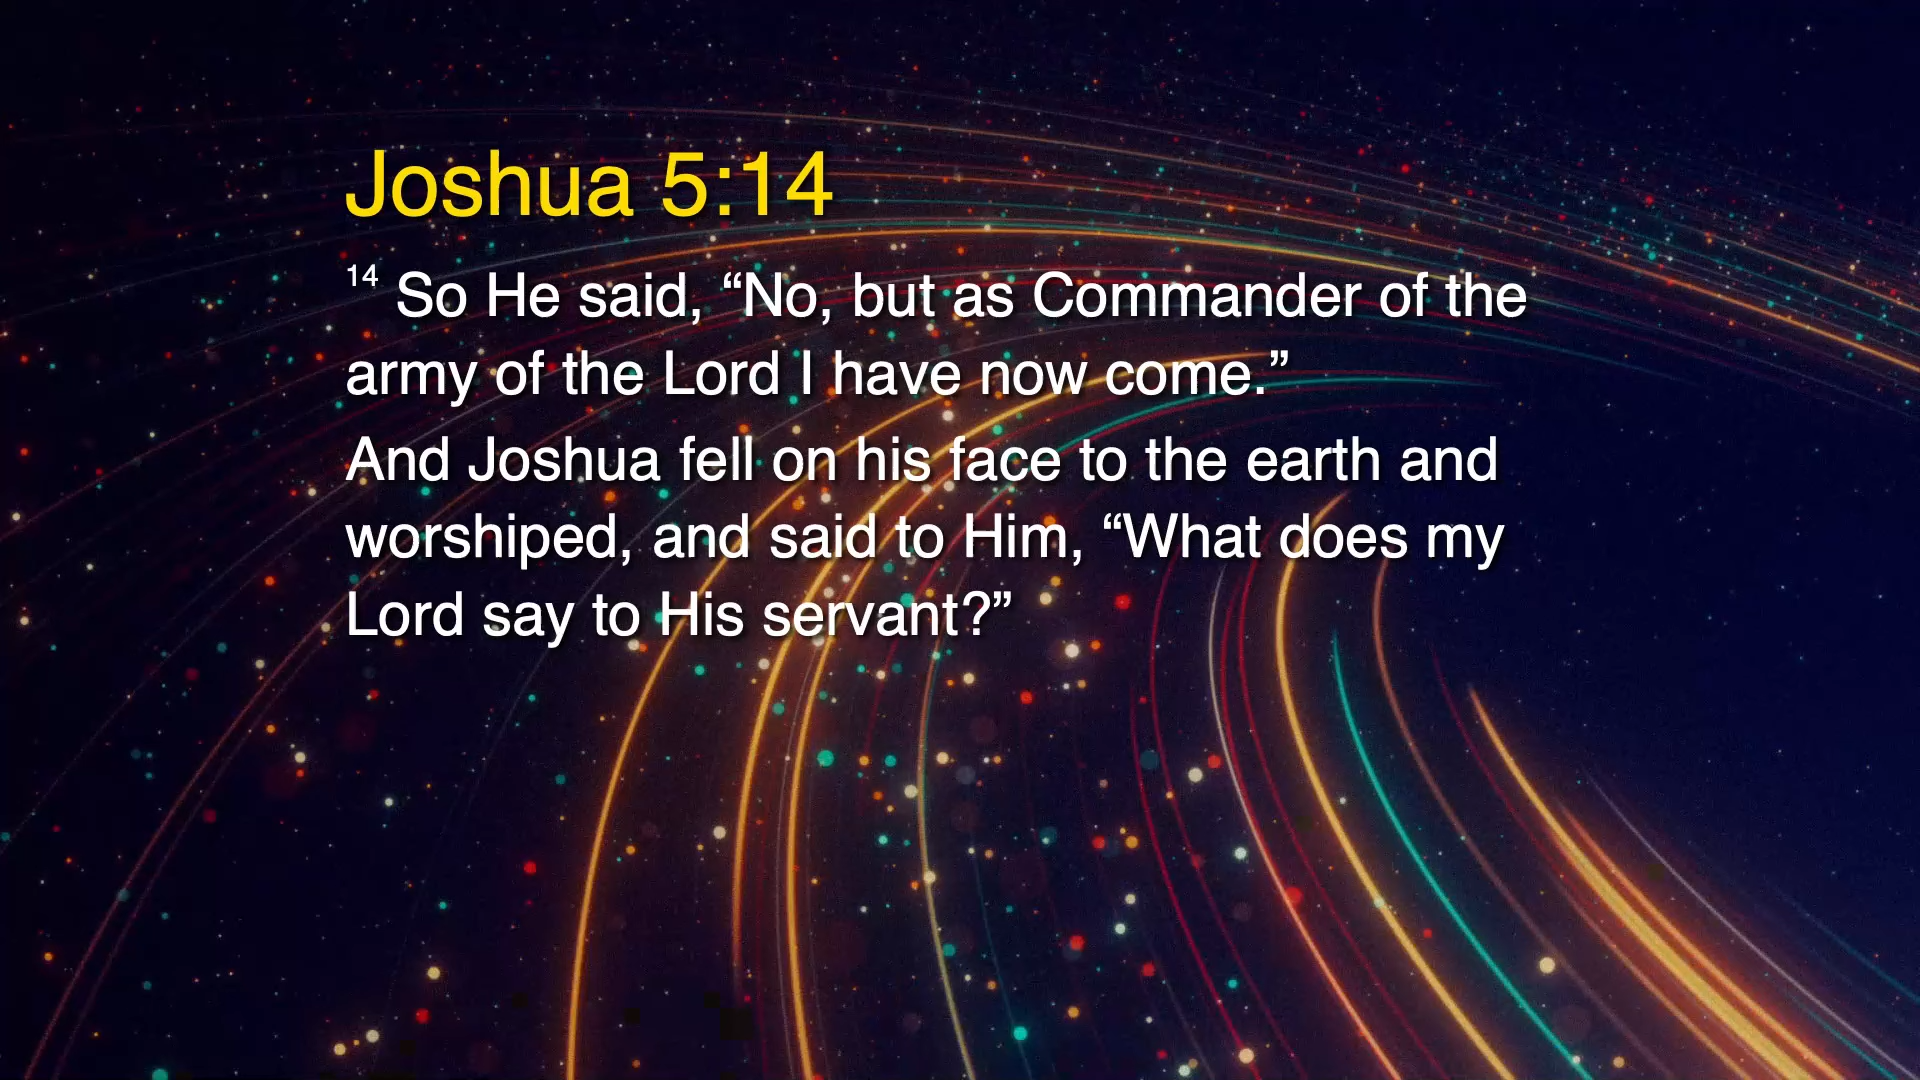 Joshua 5:14
14 So He said, “No, but as Commander of the
army of the Lord I have now come.”
And Joshua fell on his face to the earth and
worshiped, and said to Him, “What does my
Lord say to His servant?”